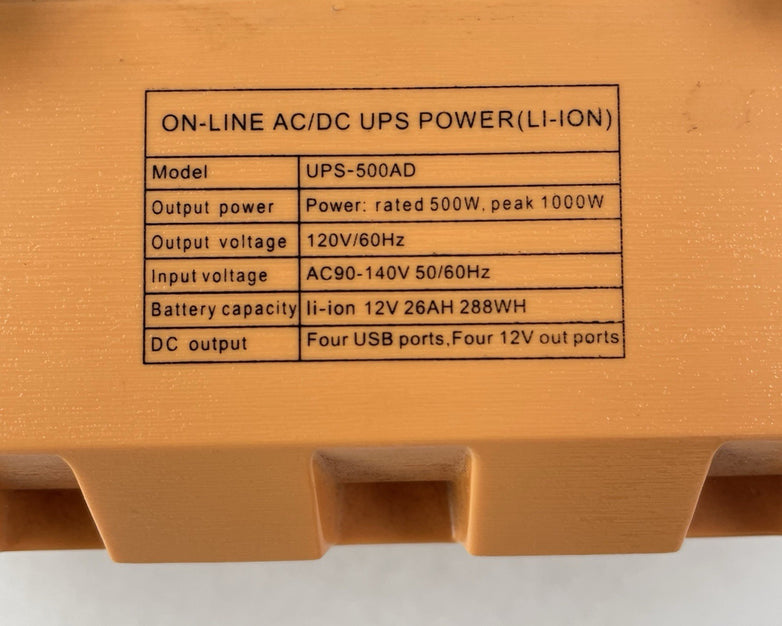 ON-LINE AC/DC UPS POWER(LI-ION)
Model UPS-500AD
Output power Power: rated 500W, peak 1000W
Output voltage 120V/60Hz
Input voltage AC90-140V 50/60Hz
Battery capacity li-ion 12V 26AH 288WH
DC output Four USB ports,Four 12V out ports